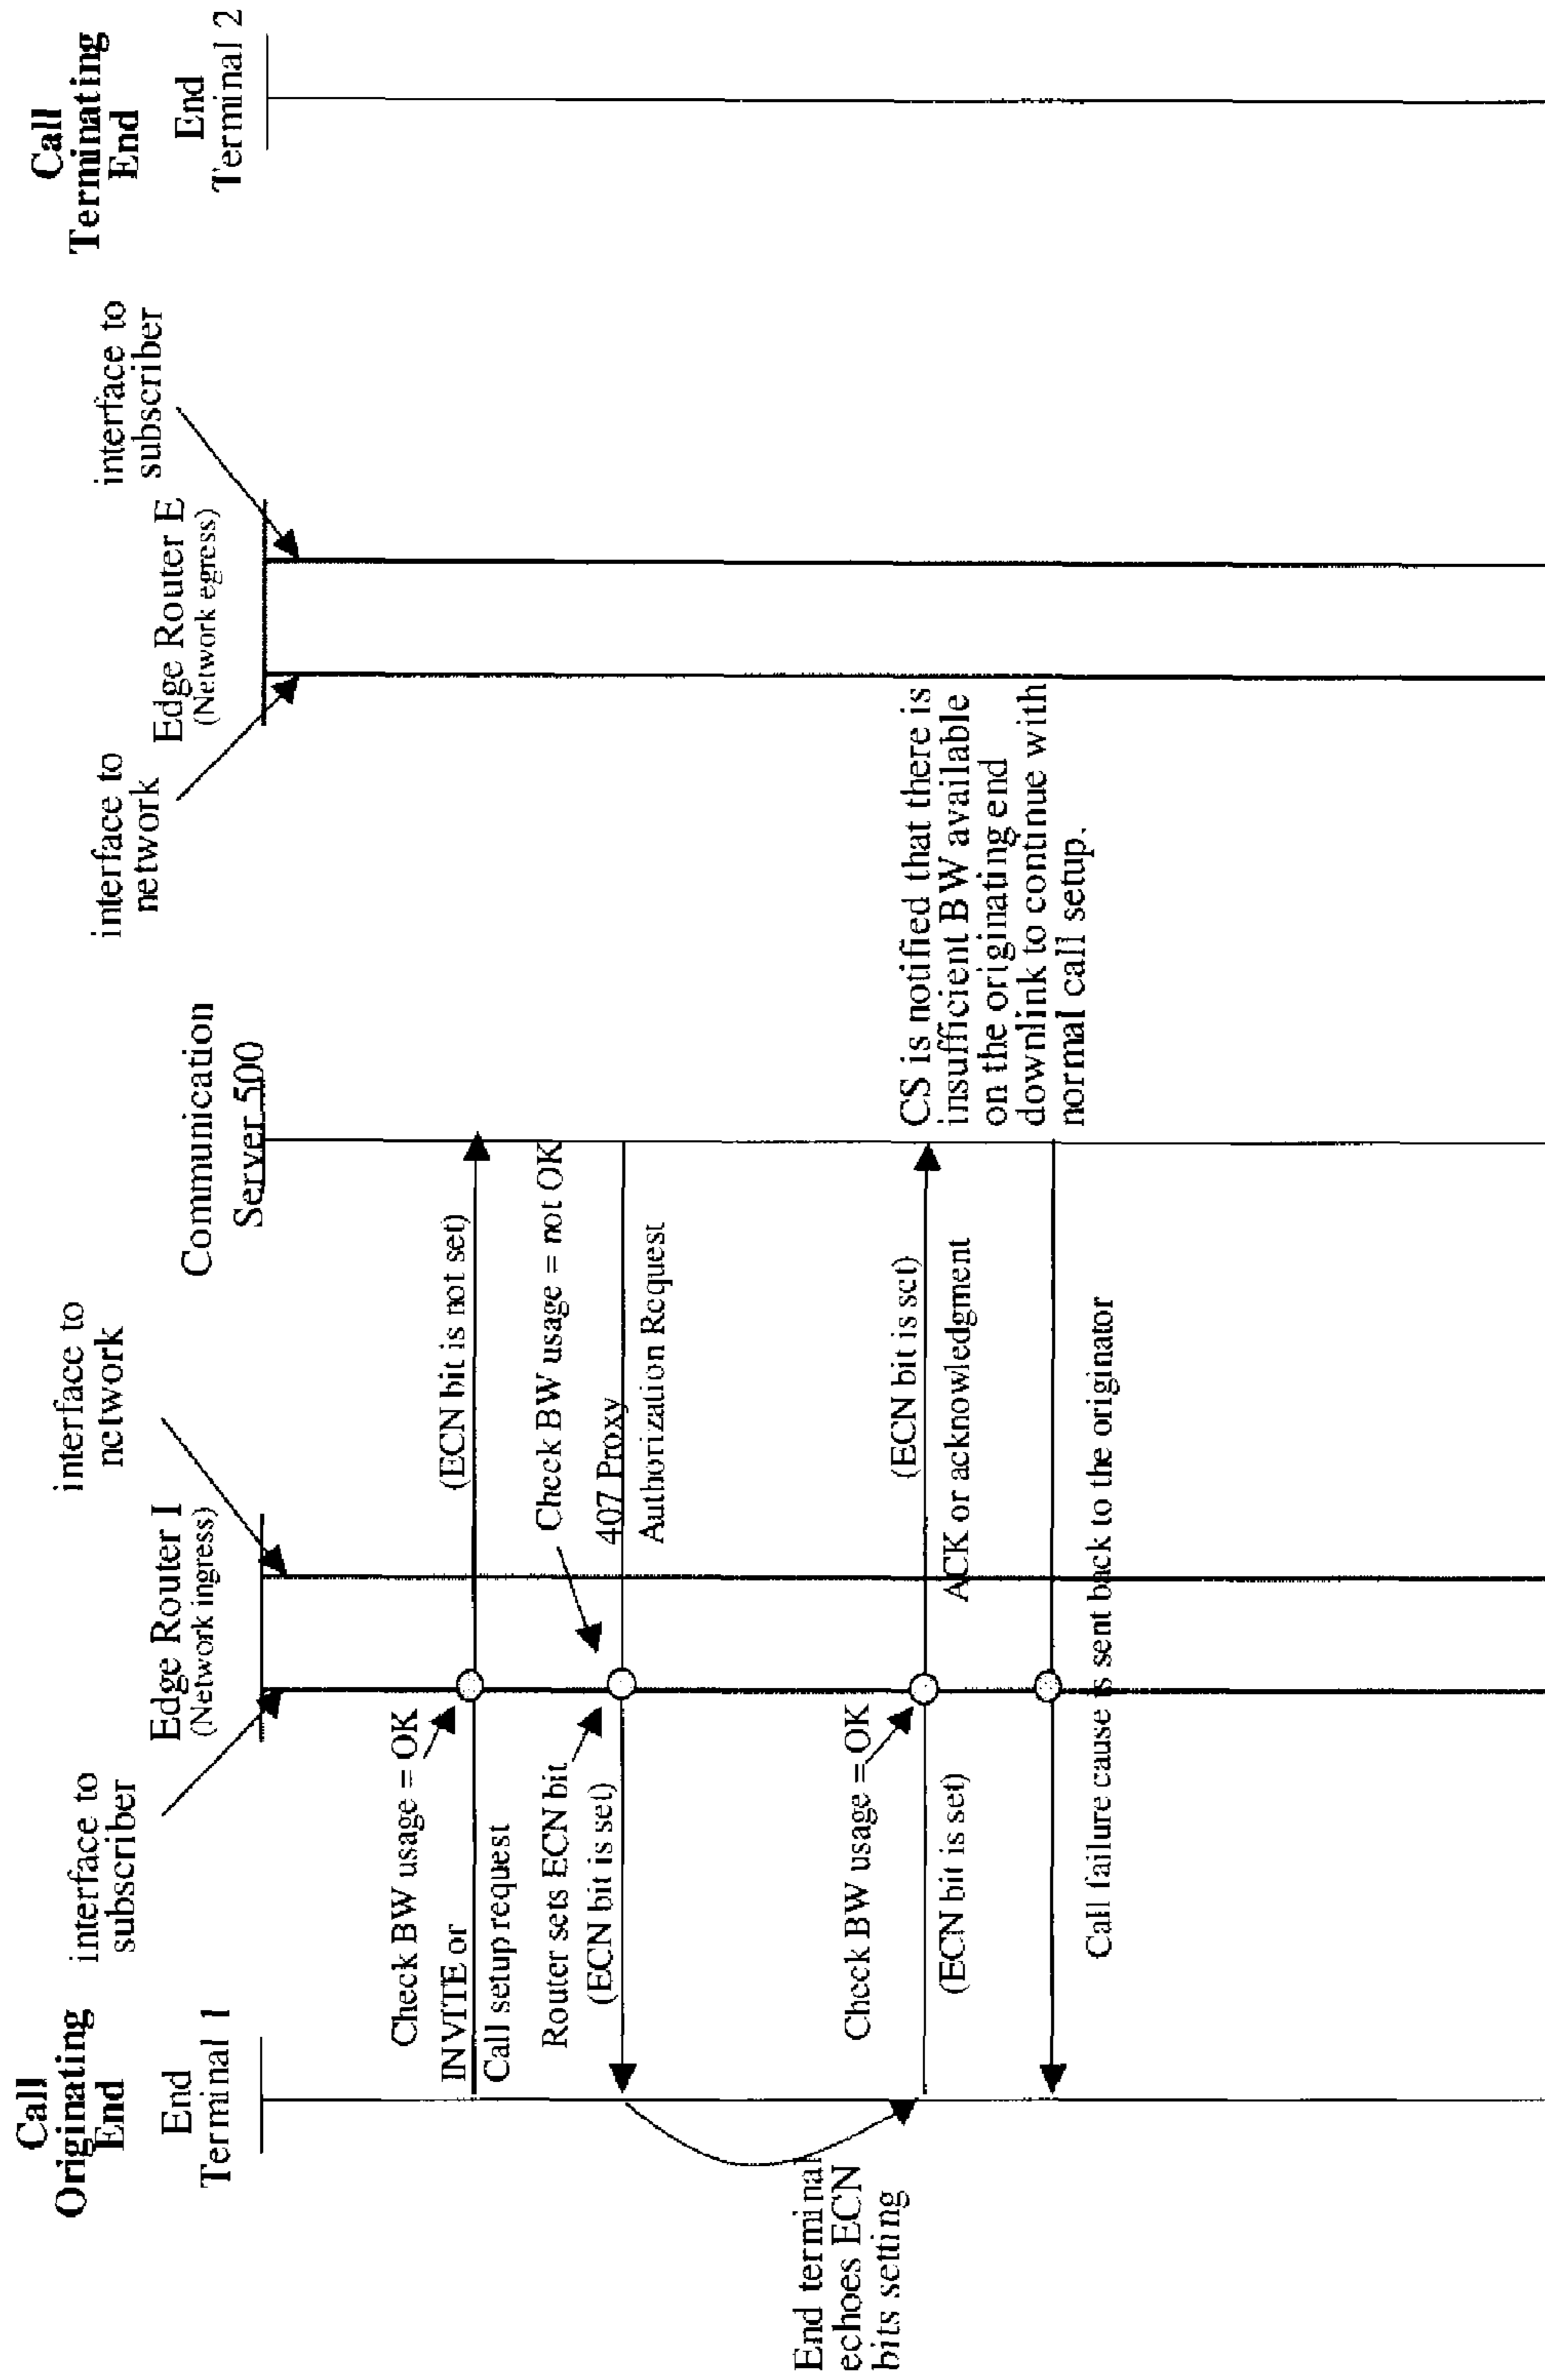 Call
Originating
End
End
Terminal 1
interface to
subscriber
Edge Router I
(Network ingress)
interface to
network
Communication
Server 500
interface to
network
Edge Router E
(Network egress)
interface to
subscriber
Call
Terminating
End
End
Terminal 2
Check BW usage = OK
INVITE or
Call setup request
(ECN bit is not set)
Router sets ECN bit
(ECN bit is set)
Check BW usage = not OK
407 Proxy
Authorization Request
End terminal
echoes ECN
bits setting
Check BW usage = OK
(ECN bit is set)
(ECN bit is set)
ACK or acknowledgment
CS is notified that there is
insufficient BW available
on the originating end
downlink to continue with
normal call setup.
Call failure cause is sent back to the originator